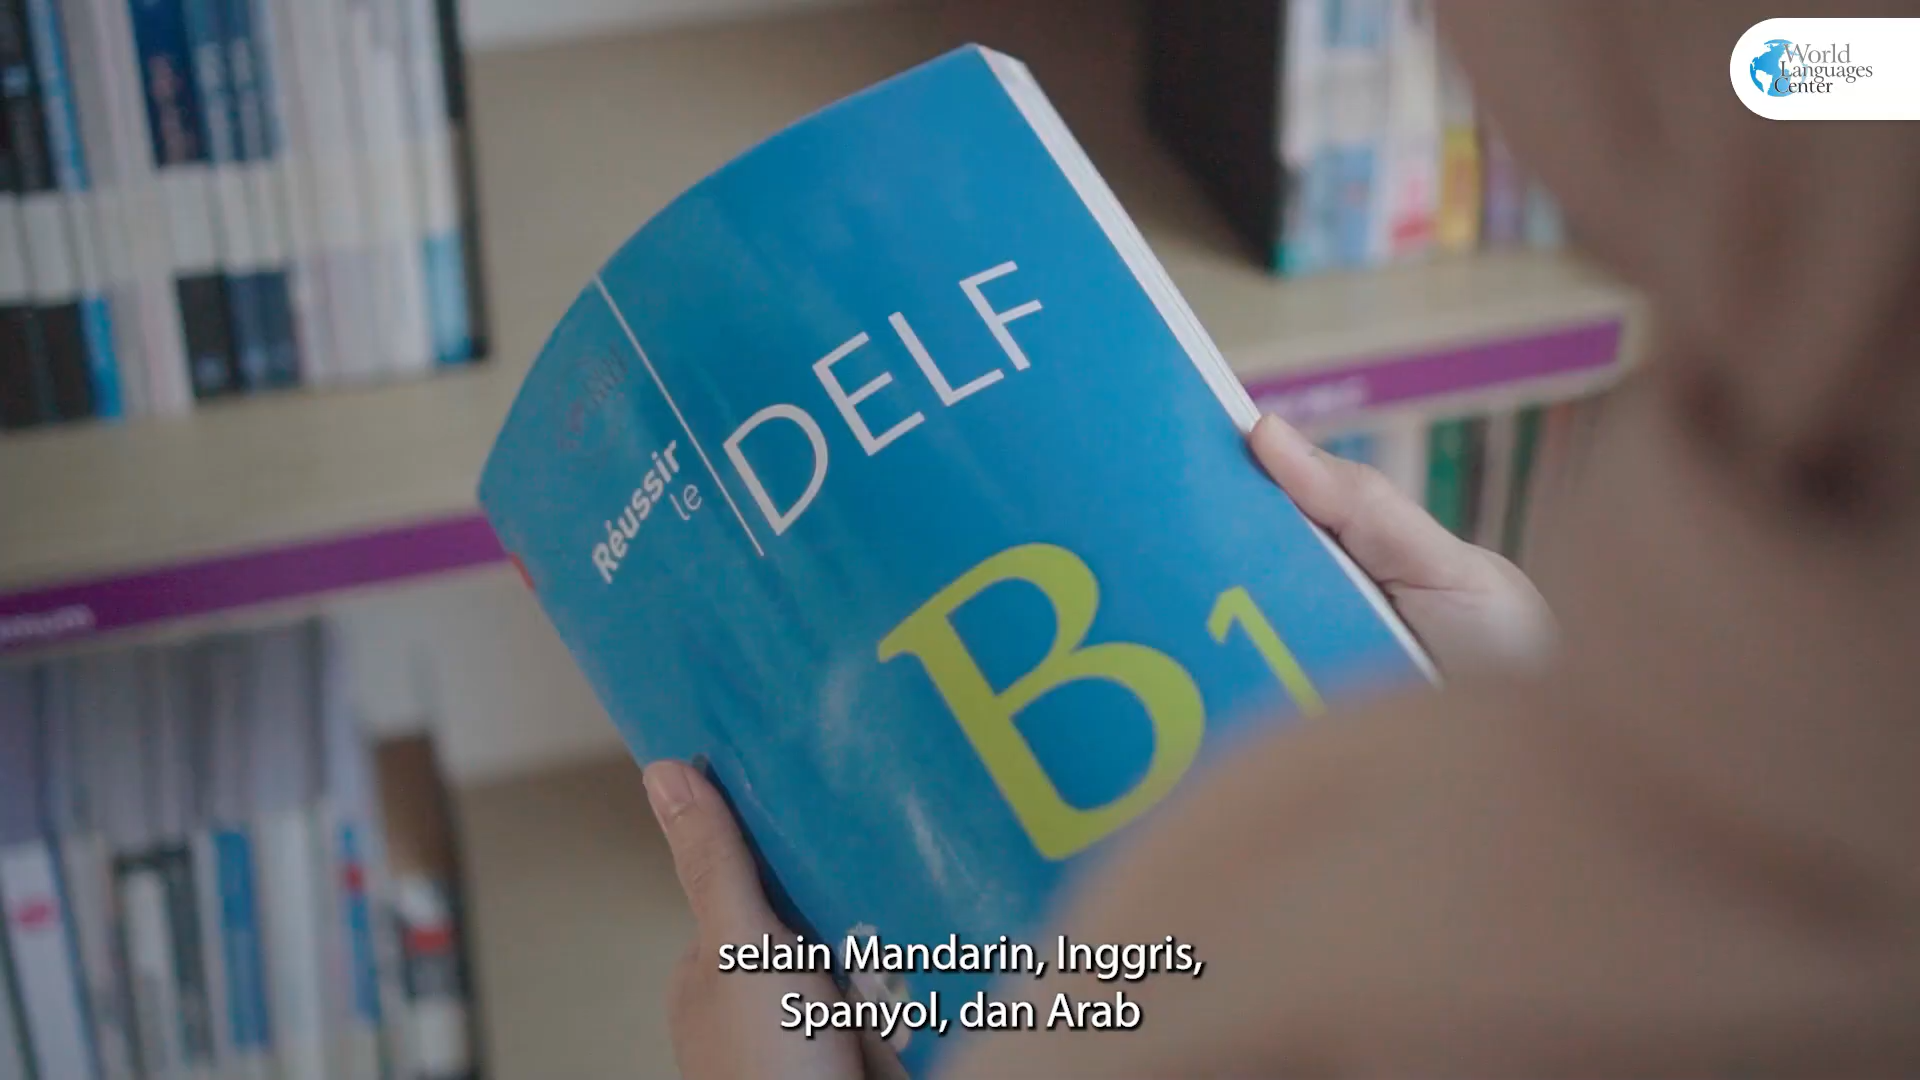 World
Languages
Center
Réussir
le
DELF
B1
selain Mandarin, Inggris,
Spanyol, dan Arab